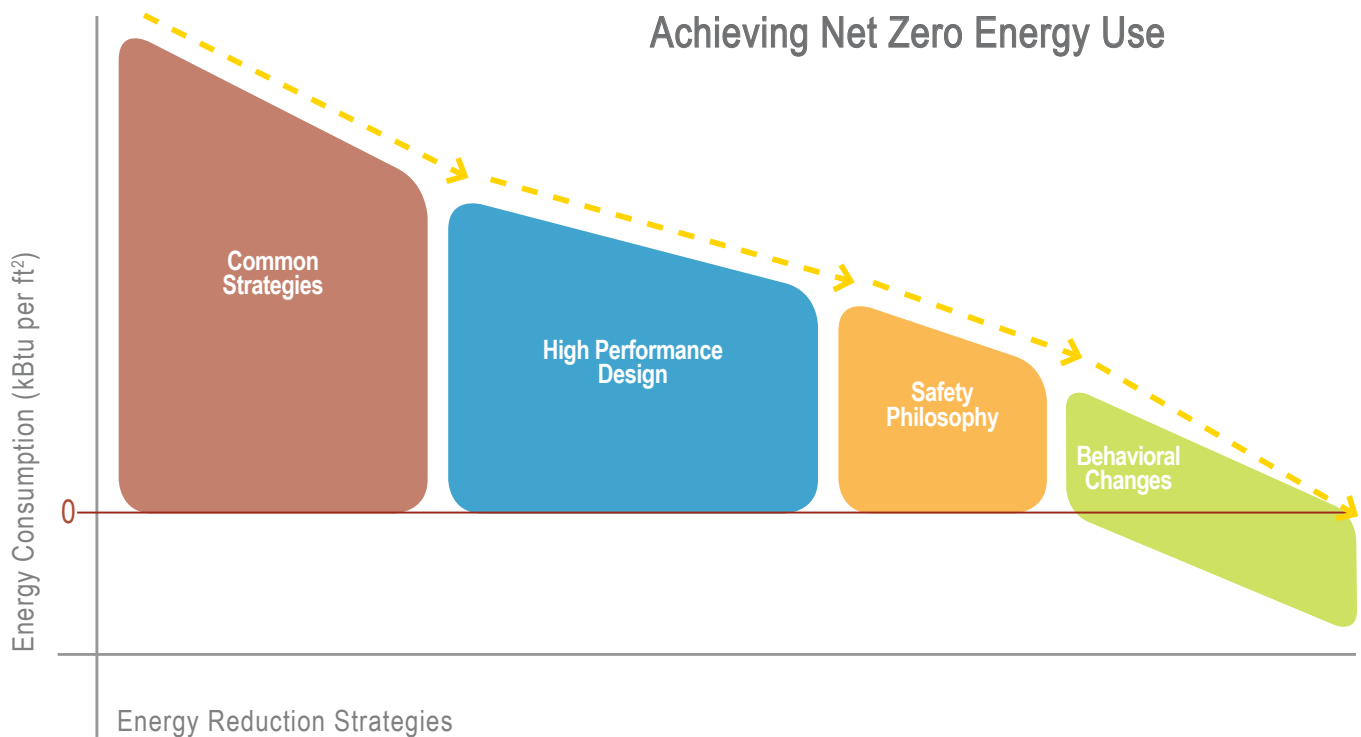 Achieving Net Zero Energy Use
Energy Consumption (kBtu per ft²)
Common
Strategies
High Performance
Design
Safety
Philosophy
Behavioral
Changes
0
Energy Reduction Strategies